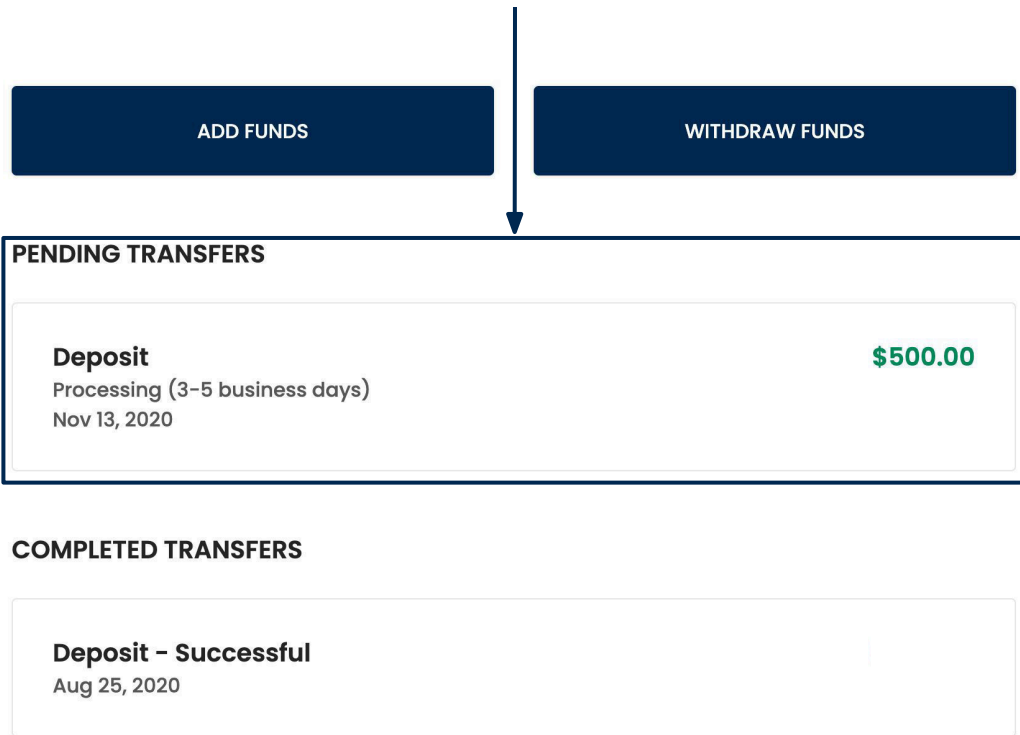 ADD FUNDS
WITHDRAW FUNDS
PENDING TRANSFERS
Deposit
$500.00
Processing (3-5 business days)
Nov 13, 2020
COMPLETED TRANSFERS
Deposit - Successful
Aug 25, 2020